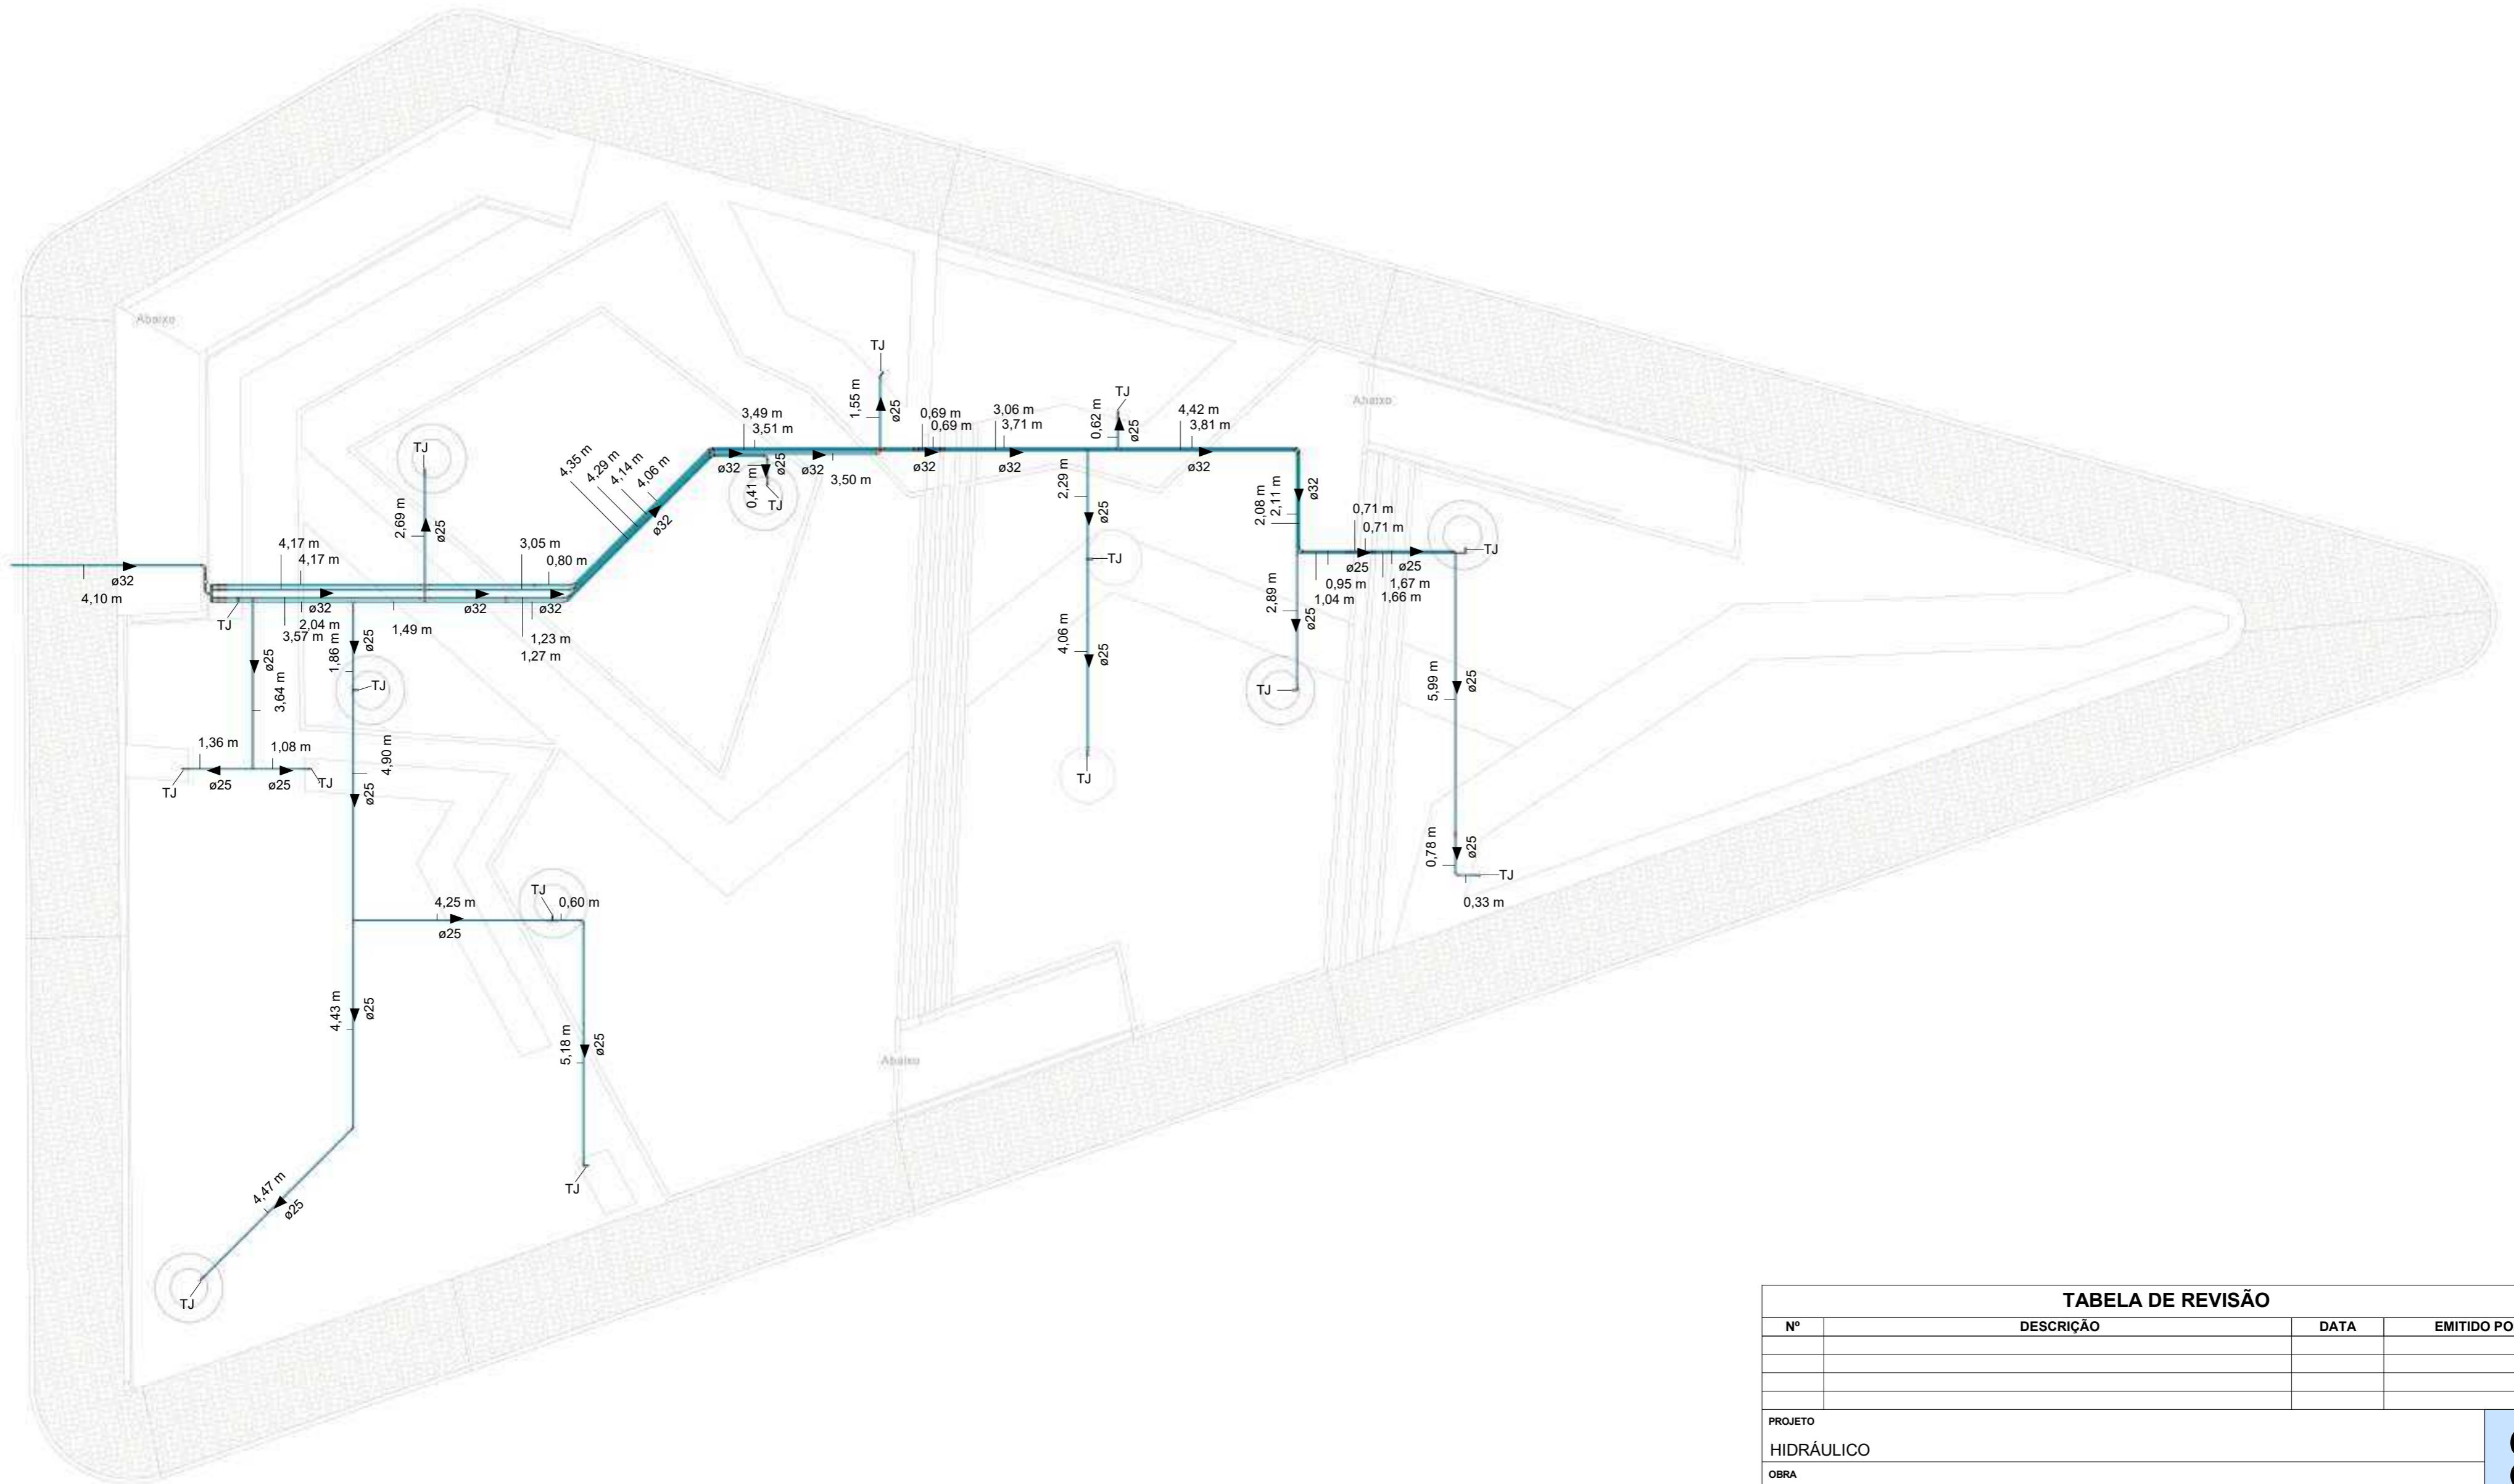 Abaixo
TJ
TJ
1,55 m
ø25
TJ
0,62 m
ø25
Abaixo
3,49 m
3,51 m
0,69 m
0,69 m
3,06 m
3,71 m
4,42 m
3,81 m
4,35 m
4,29 m
4,14 m
4,06 m
ø32
ø32
0,41 m
ø25
TJ
ø32
3,50 m
ø32
ø32
ø32
2,69 m
ø25
2,29 m
ø25
TJ
2,08 m
2,11 m
ø32
0,71 m
0,71 m
TJ
ø25
ø25
0,95 m
1,04 m
1,67 m
1,66 m
4,17 m
4,17 m
3,05 m
0,80 m
ø32
4,10 m
ø32
ø32
ø32
TJ
2,04 m
3,57 m
1,49 m
1,23 m
1,27 m
ø25
3,64 m
1,86 m
ø25
TJ
4,06 m
ø25
2,89 m
ø25
TJ
5,99 m
ø25
1,36 m
1,08 m
TJ
ø25
ø25
TJ
4,90 m
ø25
TJ
0,78 m
ø25
TJ
0,33 m
4,25 m
ø25
TJ
0,60 m
4,43 m
ø25
5,18 m
ø25
Abaixo
TJ
4,47 m
ø25
TJ
TABELA DE REVISÃO
Nº DESCRIÇÃO DATA EMITIDO PO
PROJETO
HIDRÁULICO
OBRA